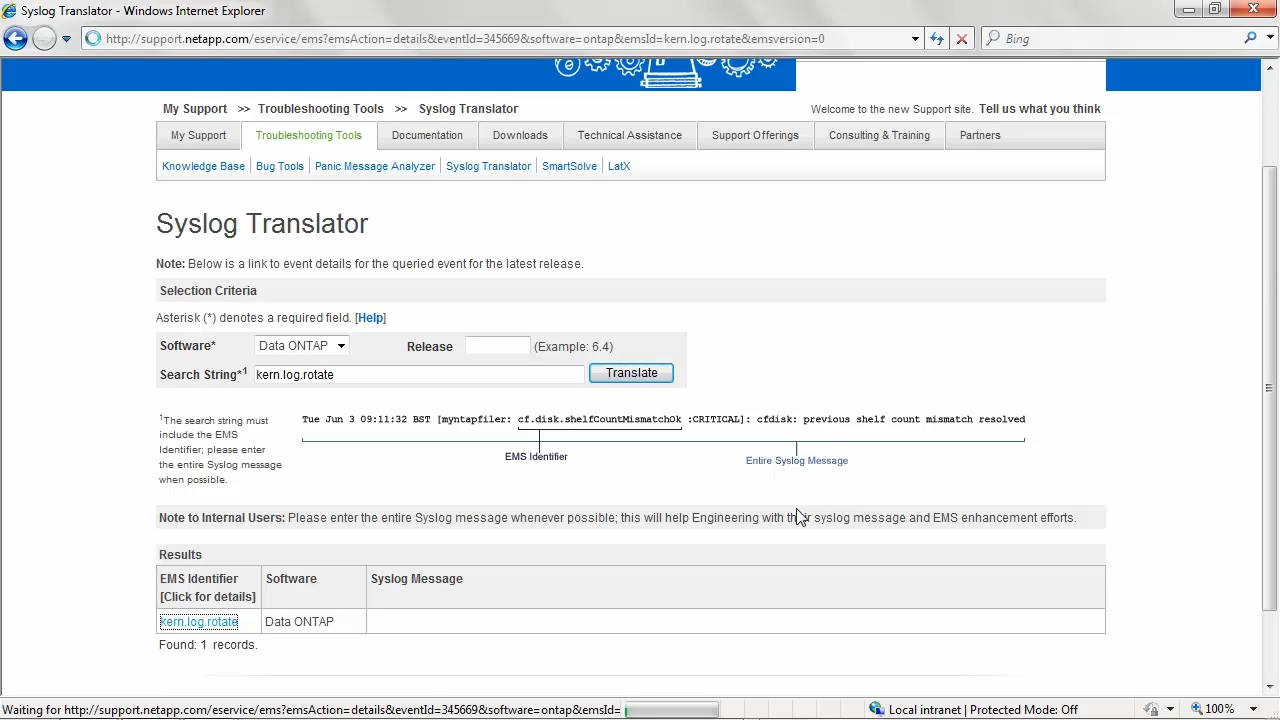 Syslog Translator - Windows Internet Explorer
http://support.netapp.com/eservice/ems?emsAction=details&eventId=345669&software=ontap&emsId=kern.log.rotate&emsversion=0
Bing
My Support >> Troubleshooting Tools >> Syslog Translator
Welcome to the new Support site. Tell us what you think
My Support
Troubleshooting Tools
Documentation
Downloads
Technical Assistance
Support Offerings
Consulting & Training
Partners
Knowledge Base
Bug Tools
Panic Message Analyzer
Syslog Translator
SmartSolve
LatX
Syslog Translator
Note: Below is a link to event details for the queried event for the latest release.
Selection Criteria
Asterisk (*) denotes a required field. [Help]
Software* Data ONTAP Release (Example: 6.4)
Search String*1 kern.log.rotate Translate
1The search string must
include the EMS
Identifier; please enter
the entire Syslog message
when possible.
Tue Jun 3 09:11:32 BST [myntapfiler: cf.disk.shelfCountMismatchOk :CRITICAL]: cfdisk: previous shelf count mismatch resolved
EMS Identifier
Entire Syslog Message
Note to Internal Users: Please enter the entire Syslog message whenever possible; this will help Engineering with their syslog message and EMS enhancement efforts.
Results
EMS Identifier
[Click for details]
Software
Syslog Message
kern.log.rotate
Data ONTAP
Found: 1 records.
Waiting for http://support.netapp.com/eservice/ems?emsAction=details&eventId=345669&software=ontap&emsId=
Local intranet | Protected Mode: Off
100%